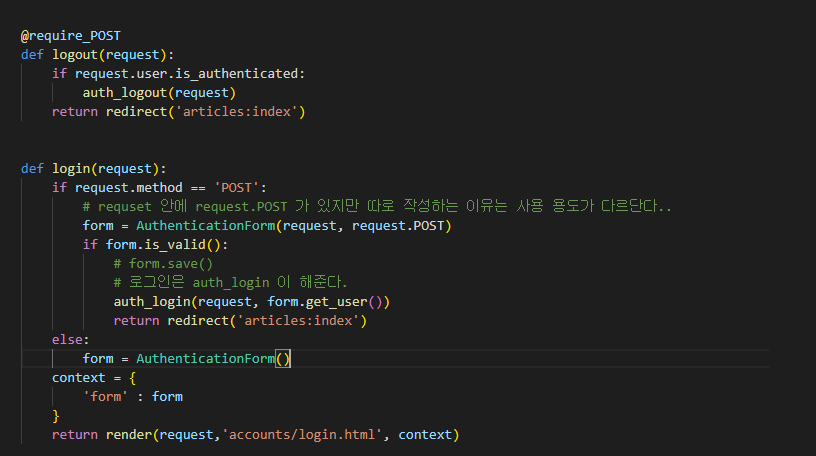 @require_POST
def logout(request):
    if request.user.is_authenticated:
        auth_logout(request)
    return redirect('articles:index')
def login(request):
    if request.method == 'POST':
        # requset 안에 request.POST 가 있지만 따로 작성하는 이유는 사용 용도가 다르단다..
        form = AuthenticationForm(request, request.POST)
        if form.is_valid():
            # form.save()
            # 로그인은 auth_login 이 해준다.
            auth_login(request, form.get_user())
            return redirect('articles:index')
    else:
        form = AuthenticationForm()
    context = {
        'form' : form
    }
    return render(request,'accounts/login.html', context)